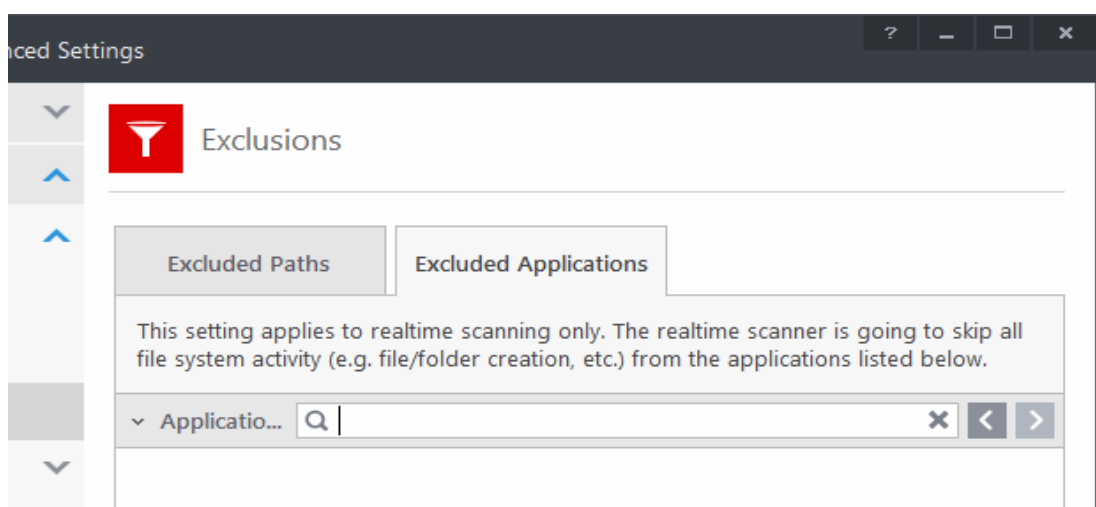 nced Settings
Exclusions
Excluded Paths
Excluded Applications
This setting applies to realtime scanning only. The realtime scanner is going to skip all
file system activity (e.g. file/folder creation, etc.) from the applications listed below.
Applicatio...